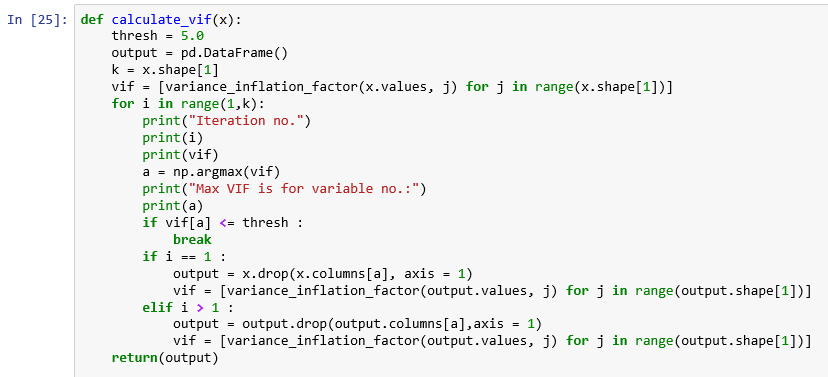 In [25]: def calculate_vif(x):
    thresh = 5.0
    output = pd.DataFrame()
    k = x.shape[1]
    vif = [variance_inflation_factor(x.values, j) for j in range(x.shape[1])]
    for i in range(1,k):
        print("Iteration no.")
        print(i)
        print(vif)
        a = np.argmax(vif)
        print("Max VIF is for variable no.:")
        print(a)
        if vif[a] <= thresh :
            break
        if i == 1 :
            output = x.drop(x.columns[a], axis = 1)
            vif = [variance_inflation_factor(output.values, j) for j in range(output.shape[1])]
        elif i > 1 :
            output = output.drop(output.columns[a],axis = 1)
            vif = [variance_inflation_factor(output.values, j) for j in range(output.shape[1])]
    return(output)